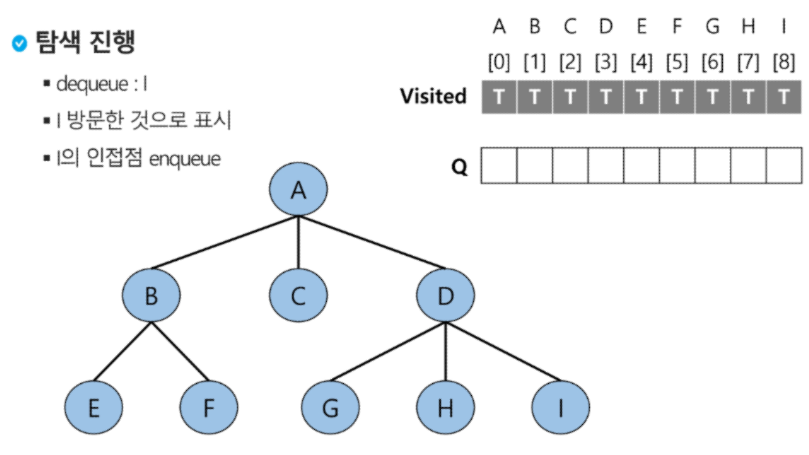 탐색 진행
dequeue : I
I 방문한 것으로 표시
I의 인접점 enqueue
A B C D E F G H I
[0] [1] [2] [3] [4] [5] [6] [7] [8]
Visited T T T T T T T T T
Q
A
B C D
E F G H I